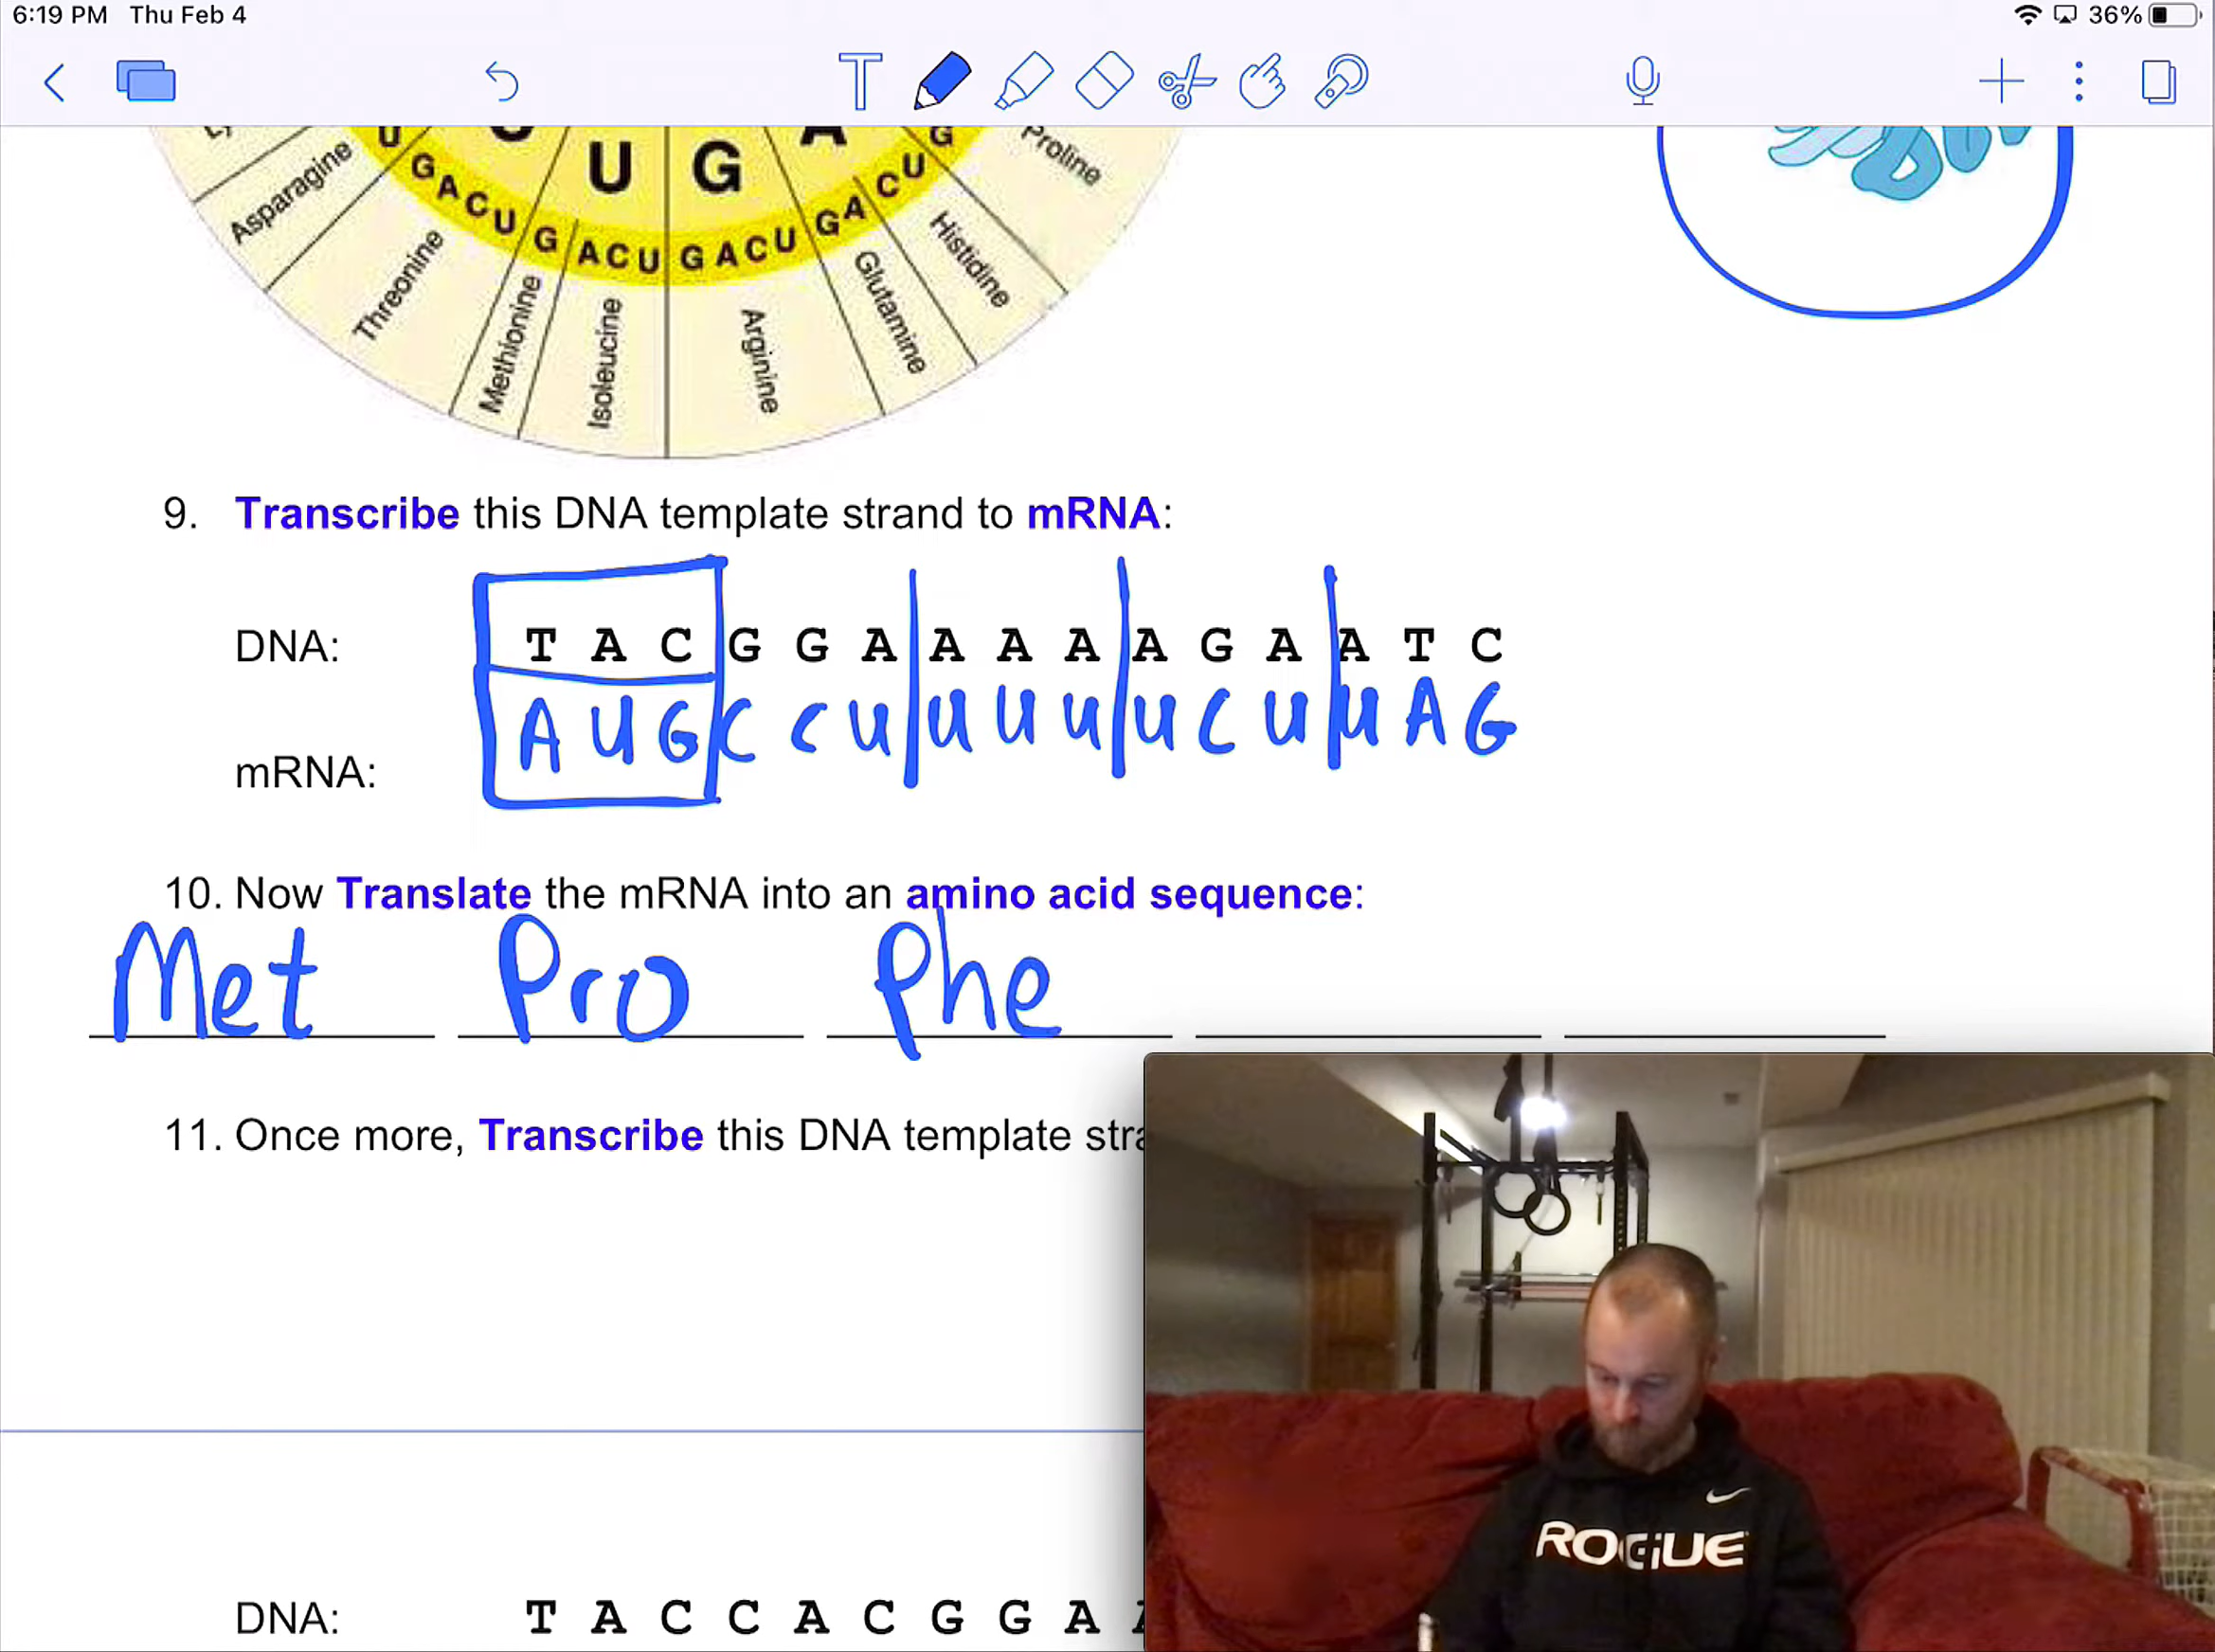 6:19 PM Thu Feb 4 36%
T
U G A G
Proline
U G A C U G A C U G A C U G A C U
Asparagine
Threonine
Methionine
Isoleucine
Arginine
Glutamine
Histidine
9. Transcribe this DNA template strand to mRNA:
DNA: T A C G G A A A A A G A A T C
A U G C C U U U U U C U U A G
mRNA:
10. Now Translate the mRNA into an amino acid sequence:
Met Pro Phe
11. Once more, Transcribe this DNA template
ROGUE
DNA: T A C C A C G G A